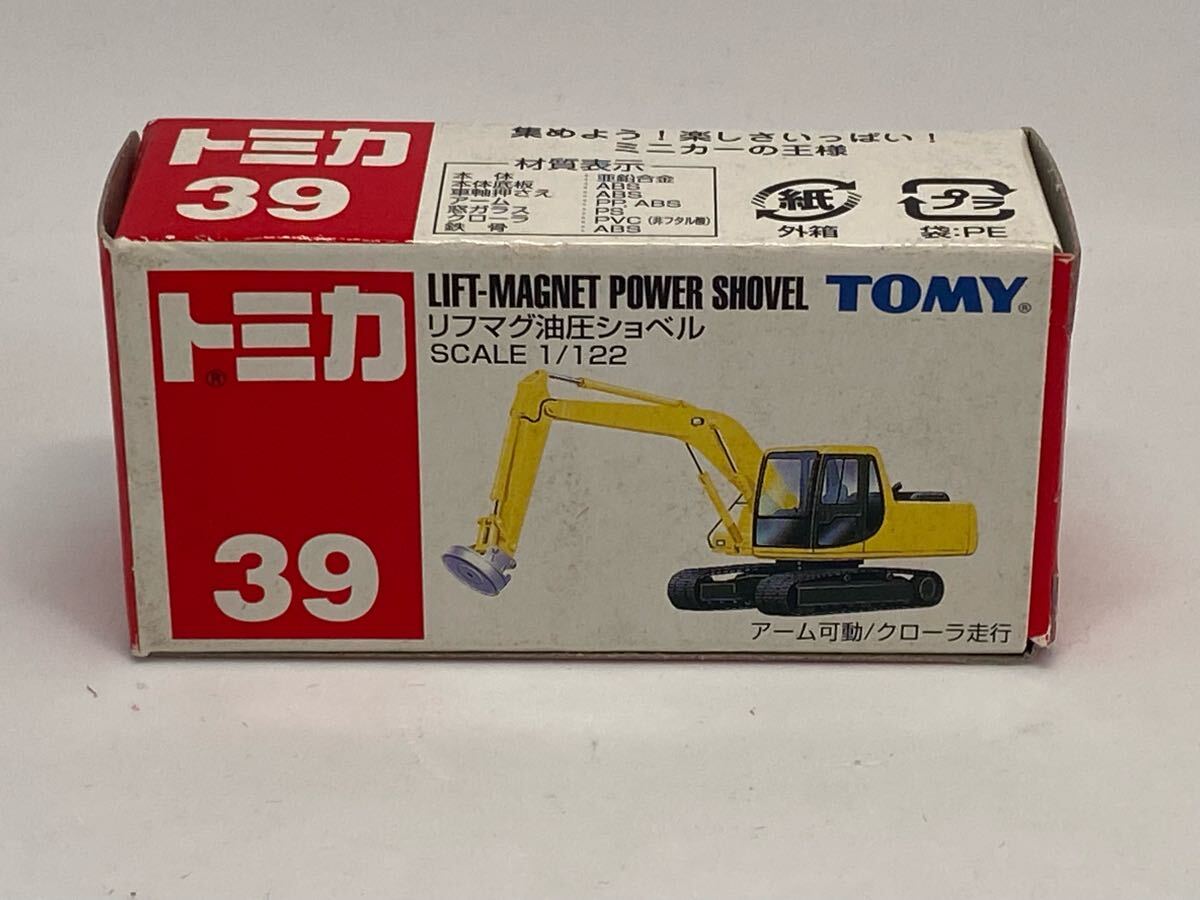 トミカ
39
集めよう！楽しさいっぱい！
ミニカーの王様
材質表示
本体 亜鉛合金
本体底板 ABS
車軸押さえ ABS
アーム PP, ABS
窓ガラス PS
クローラ PVC (非フタル酸)
鉄骨 ABS
紙
外箱
プラ
袋:PE
トミカ®
39
LIFT-MAGNET POWER SHOVEL
リフマグ油圧ショベル
SCALE 1/122
TOMY®
アーム可動/クローラ走行